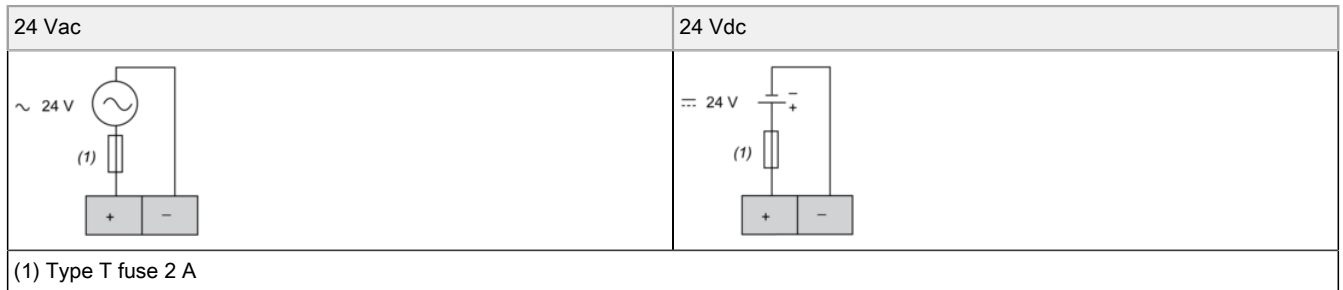 24 Vac
24 Vdc
~ 24 V
(1)
+ −
⎓ 24 V
−
+
(1)
+ −
(1) Type T fuse 2 A